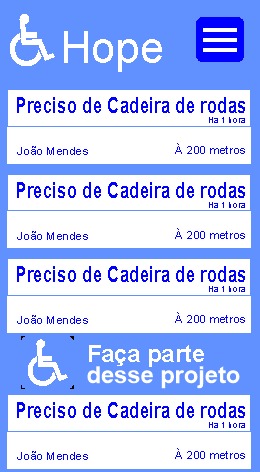 Hope
Preciso de Cadeira de rodas
Há 1 hora
João Mendes
À 200 metros
Preciso de Cadeira de rodas
Há 1 hora
João Mendes
À 200 metros
Preciso de Cadeira de rodas
Há 1 hora
João Mendes
À 200 metros
Faça parte
desse projeto
Preciso de Cadeira de rodas
Há 1 hora
João Mendes
À 200 metros